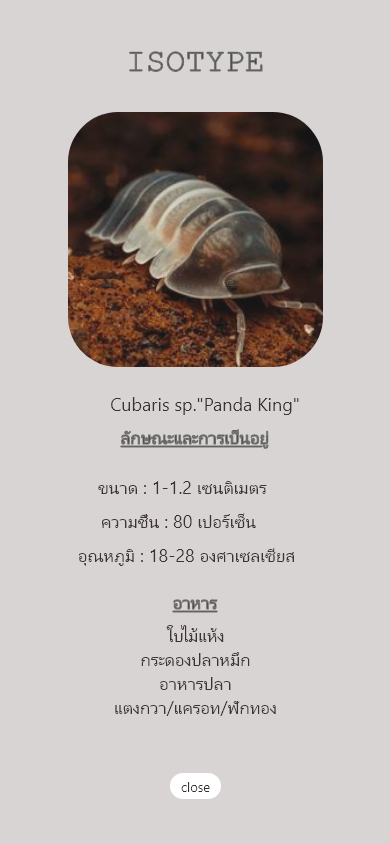 ISOTYPE
Cubaris sp."Panda King"
ลักษณะและการเป็นอยู่
ขนาด : 1-1.2 เซนติเมตร
ความชืน : 80 เปอร์เซ็น
อุณหภูมิ : 18-28 องศาเซลเซียส
อาหาร
ใบไม้แห้ง
กระดองปลาหมึก
อาหารปลา
แตงกวา/แครอท/ฟักทอง
close